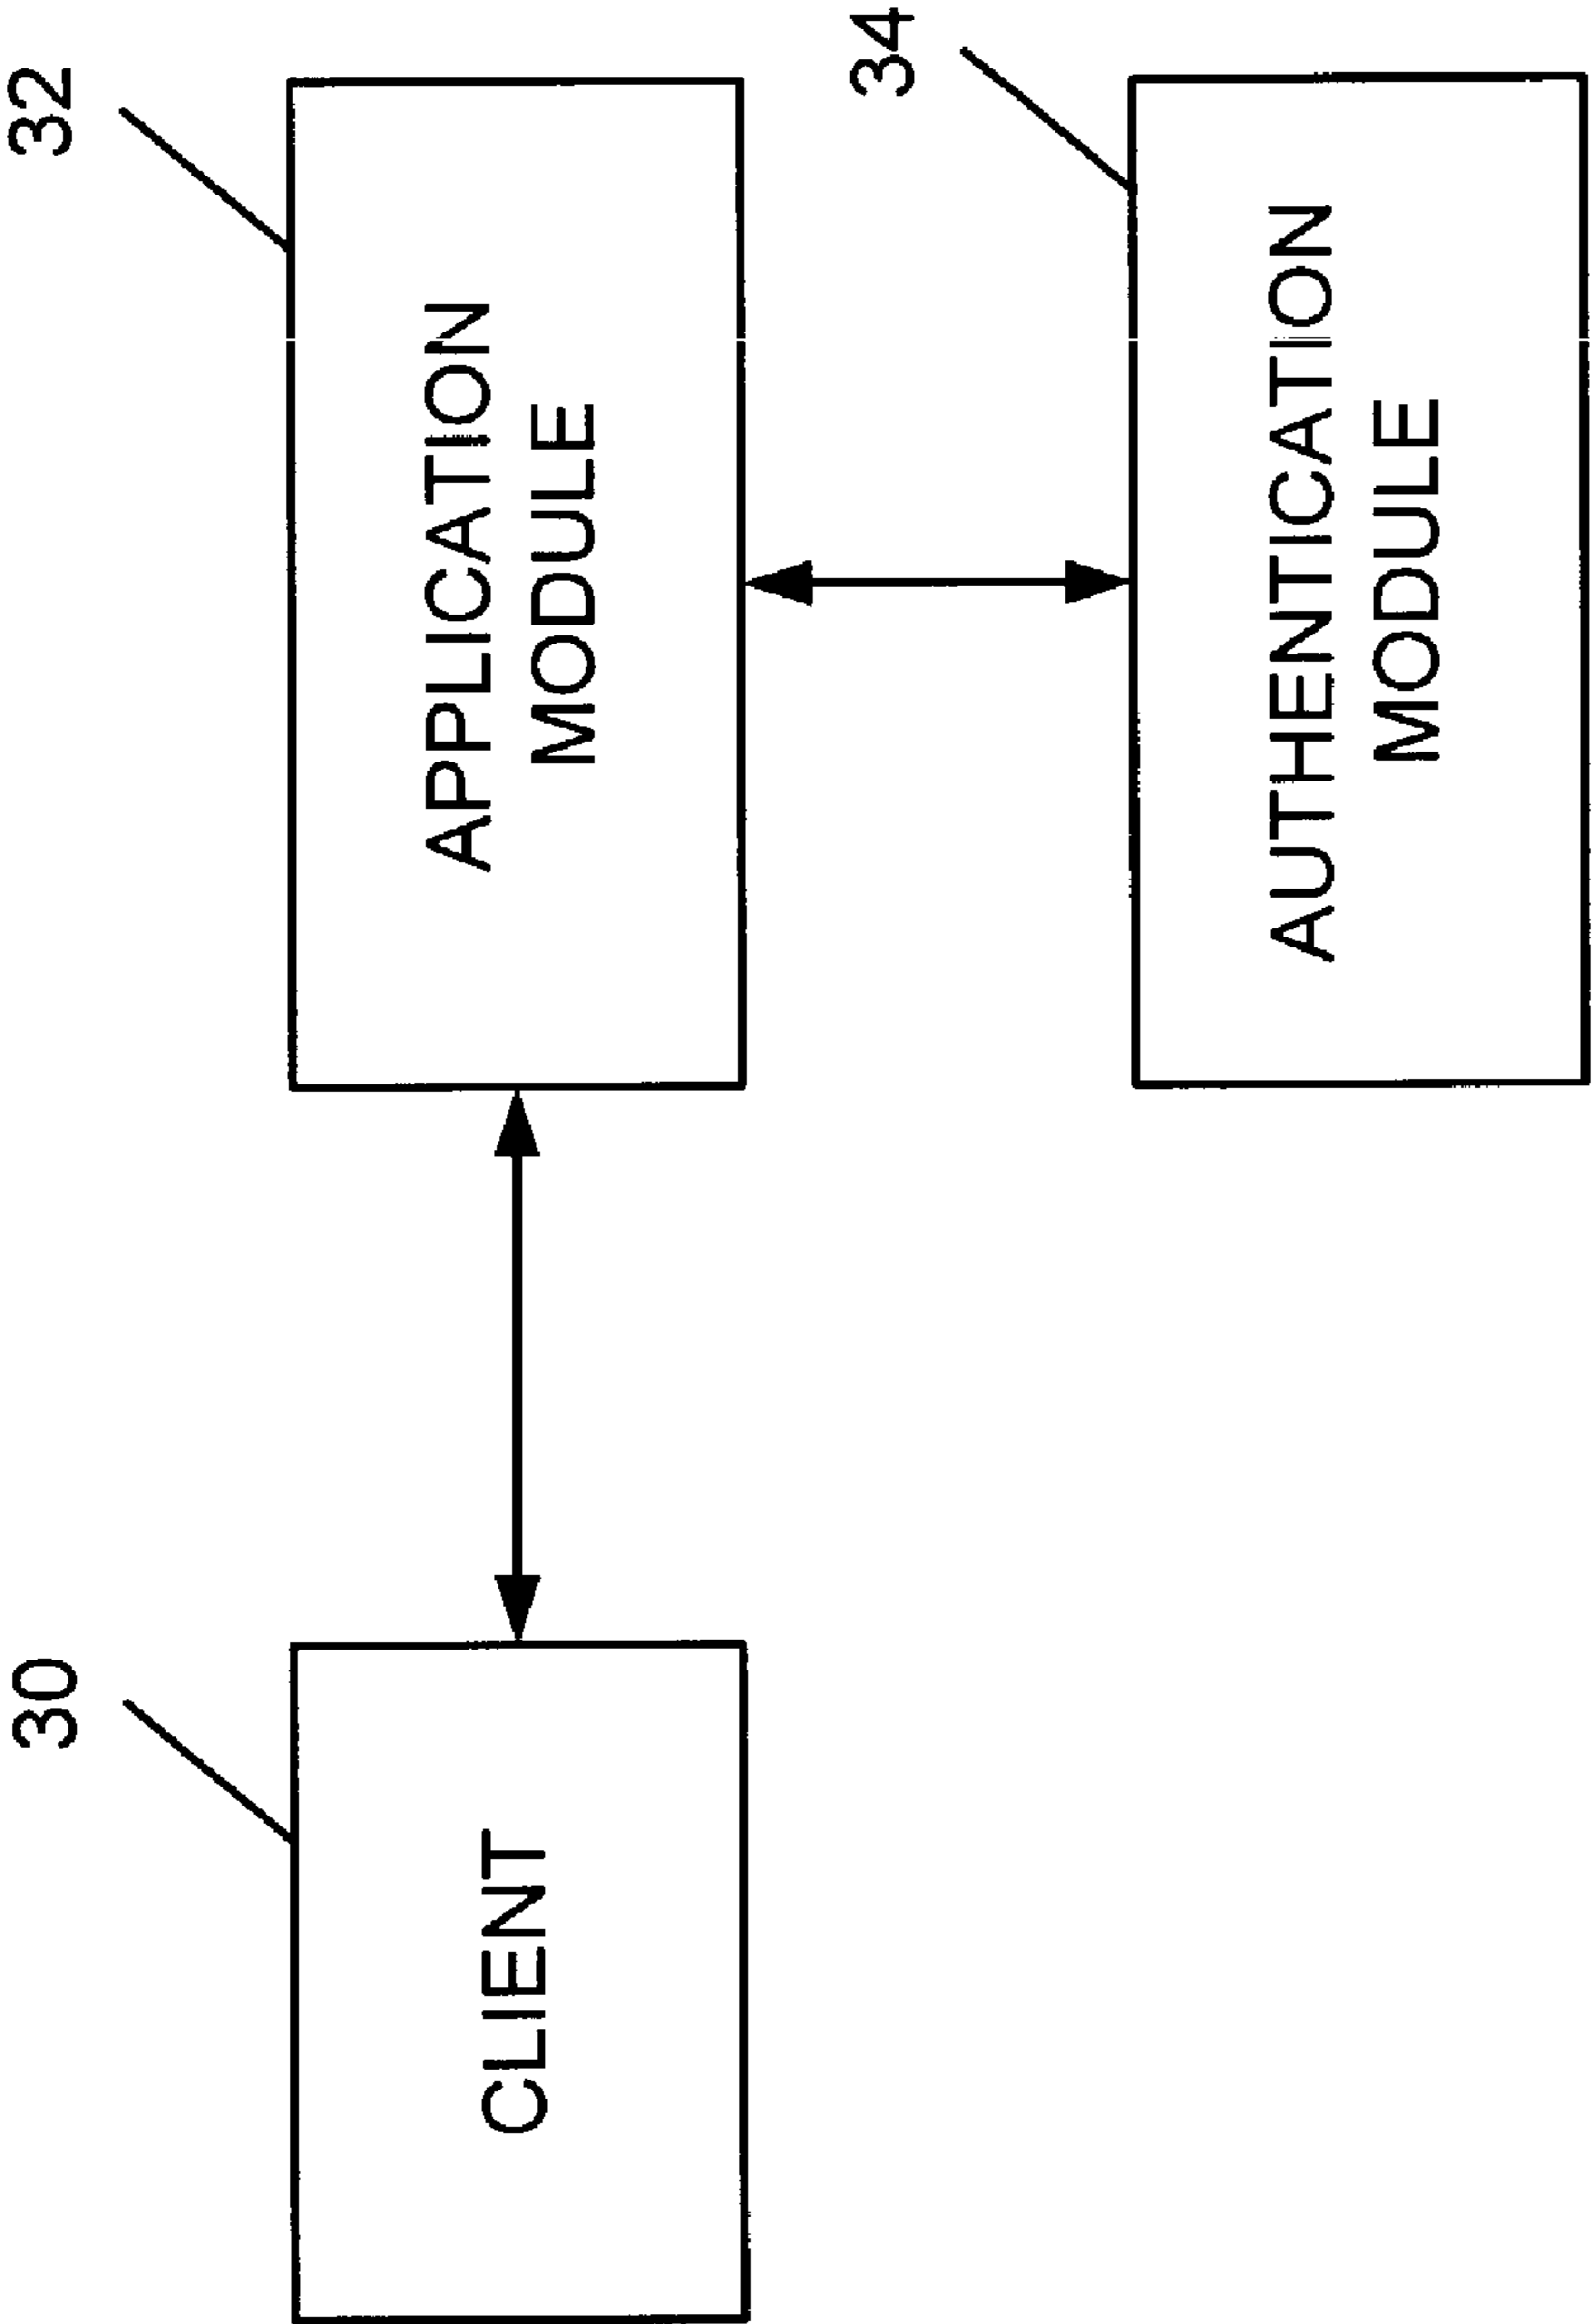 30
CLIENT
32
APPLICATION
MODULE
34
AUTHENTICATION
MODULE